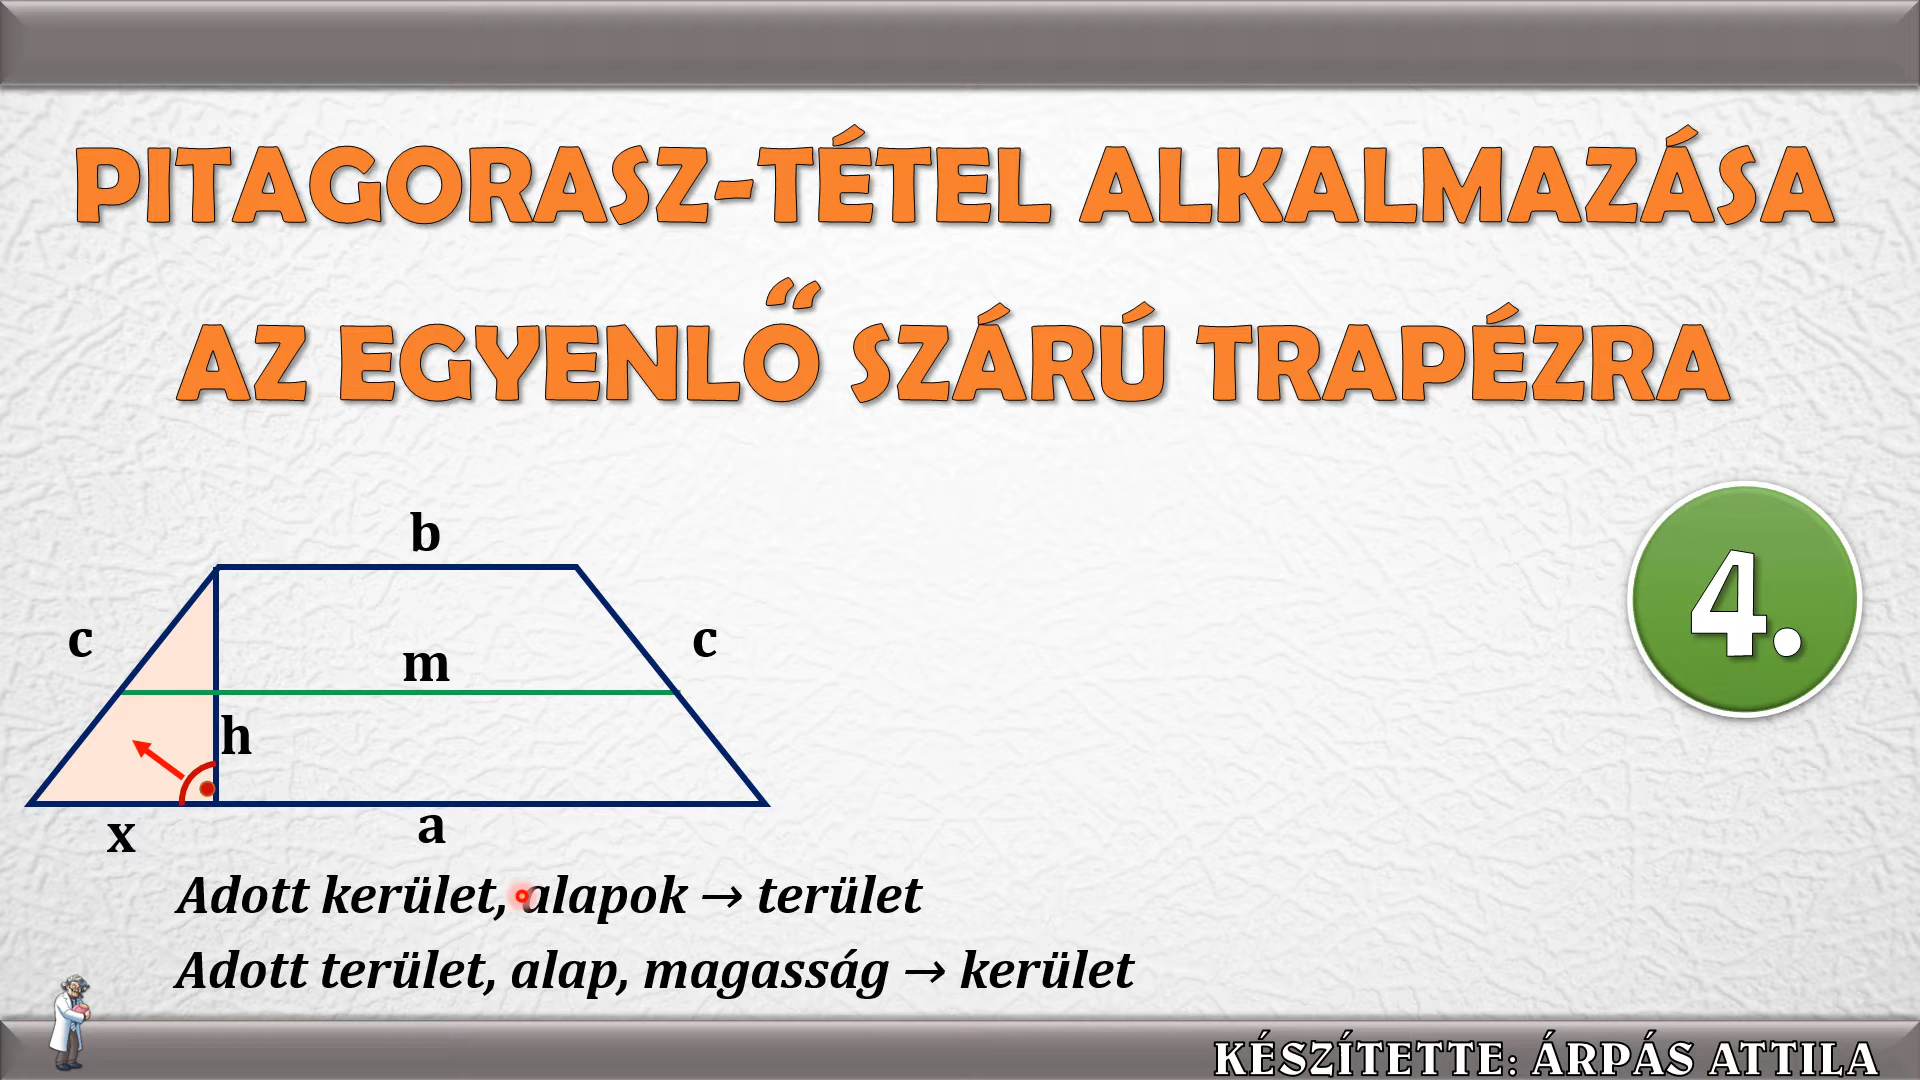 PITAGORASZ-TÉTEL ALKALMAZÁSA
AZ EGYENLŐ SZÁRÚ TRAPÉZRA
4.
b
c
c
m
h
x
a
Adott kerület, alapok → terület
Adott terület, alap, magasság → kerület
KÉSZÍTETTE: ÁRPÁS ATTILA